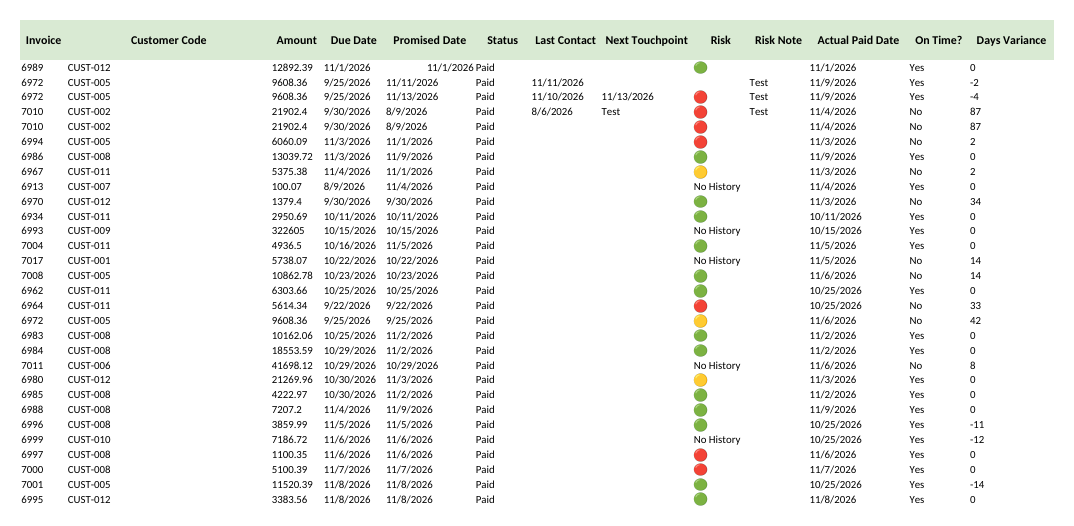 Invoice Customer Code Amount Due Date Promised Date Status Last Contact Next Touchpoint Risk Risk Note Actual Paid Date On Time? Days Variance
6989 CUST-012 12892.39 11/1/2026 11/1/2026 Paid 11/1/2026 Yes 0
6972 CUST-005 9608.36 9/25/2026 11/11/2026 Paid 11/11/2026 Test 11/9/2026 Yes -2
6972 CUST-005 9608.36 9/25/2026 11/13/2026 Paid 11/10/2026 11/13/2026 Test 11/9/2026 Yes -4
7010 CUST-002 21902.4 9/30/2026 8/9/2026 Paid 8/6/2026 Test Test 11/4/2026 No 87
7010 CUST-002 21902.4 9/30/2026 8/9/2026 Paid 11/4/2026 No 87
6994 CUST-005 6060.09 11/3/2026 11/1/2026 Paid 11/3/2026 No 2
6986 CUST-008 13039.72 11/3/2026 11/9/2026 Paid 11/9/2026 Yes 0
6967 CUST-011 5375.38 11/4/2026 11/1/2026 Paid 11/3/2026 No 2
6913 CUST-007 100.07 8/9/2026 11/4/2026 Paid No History 11/4/2026 Yes 0
6970 CUST-012 1379.4 9/30/2026 9/30/2026 Paid 11/3/2026 No 34
6934 CUST-011 2950.69 10/11/2026 10/11/2026 Paid 10/11/2026 Yes 0
6993 CUST-009 322605 10/15/2026 10/15/2026 Paid No History 10/15/2026 Yes 0
7004 CUST-011 4936.5 10/16/2026 11/5/2026 Paid 11/5/2026 Yes 0
7017 CUST-001 5738.07 10/22/2026 10/22/2026 Paid No History 11/5/2026 No 14
7008 CUST-005 10862.78 10/23/2026 10/23/2026 Paid 11/6/2026 No 14
6962 CUST-011 6303.66 10/25/2026 10/25/2026 Paid 10/25/2026 Yes 0
6964 CUST-011 5614.34 9/22/2026 9/22/2026 Paid 10/25/2026 No 33
6972 CUST-005 9608.36 9/25/2026 9/25/2026 Paid 11/6/2026 No 42
6983 CUST-008 10162.06 10/25/2026 11/2/2026 Paid 11/2/2026 Yes 0
6984 CUST-008 18553.59 10/29/2026 11/2/2026 Paid 11/2/2026 Yes 0
7011 CUST-006 41698.12 10/29/2026 10/29/2026 Paid No History 11/6/2026 No 8
6980 CUST-012 21269.96 10/30/2026 11/3/2026 Paid 11/3/2026 Yes 0
6985 CUST-008 4222.97 10/30/2026 11/2/2026 Paid 11/2/2026 Yes 0
6988 CUST-008 7207.2 11/4/2026 11/9/2026 Paid 11/9/2026 Yes 0
6996 CUST-008 3859.99 11/5/2026 11/5/2026 Paid 10/25/2026 Yes -11
6999 CUST-010 7186.72 11/6/2026 11/6/2026 Paid No History 10/25/2026 Yes -12
6997 CUST-008 1100.35 11/6/2026 11/6/2026 Paid 11/6/2026 Yes 0
7000 CUST-008 5100.39 11/7/2026 11/7/2026 Paid 11/7/2026 Yes 0
7001 CUST-005 11520.39 11/8/2026 11/8/2026 Paid 10/25/2026 Yes -14
6995 CUST-012 3383.56 11/8/2026 11/8/2026 Paid 11/8/2026 Yes 0